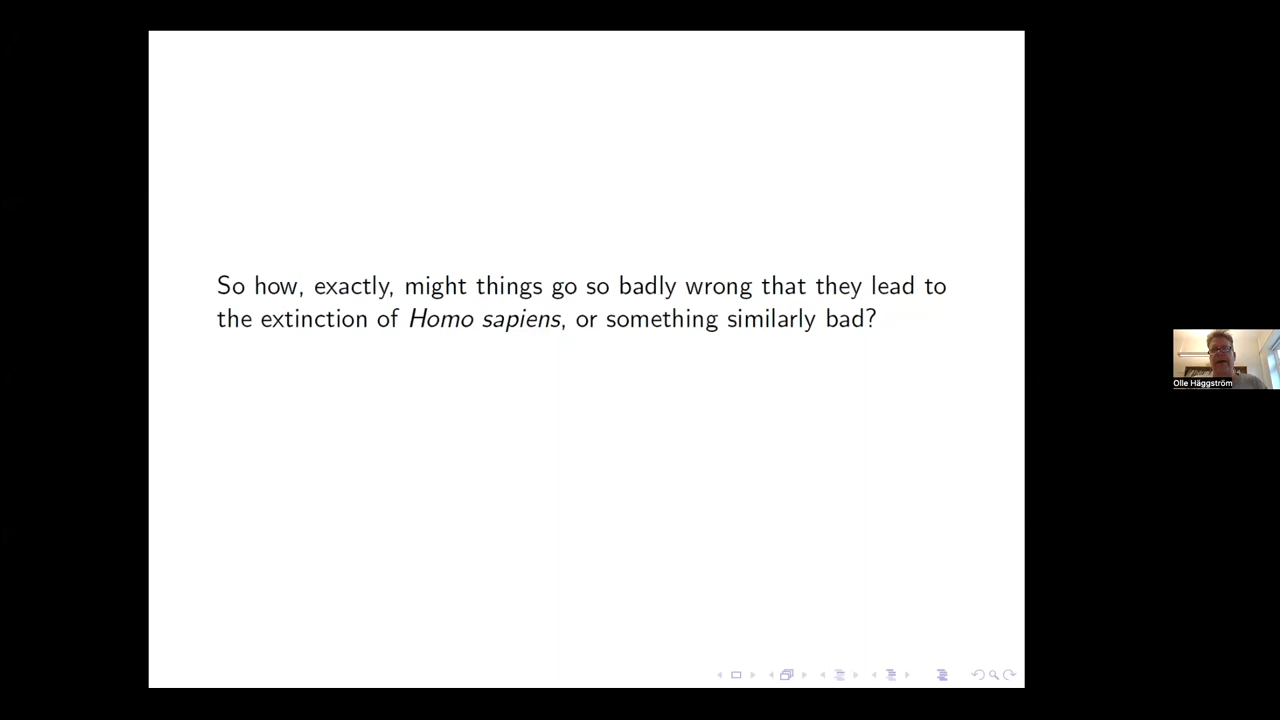 So how, exactly, might things go so badly wrong that they lead to
the extinction of Homo sapiens, or something similarly bad?
Olle Häggström